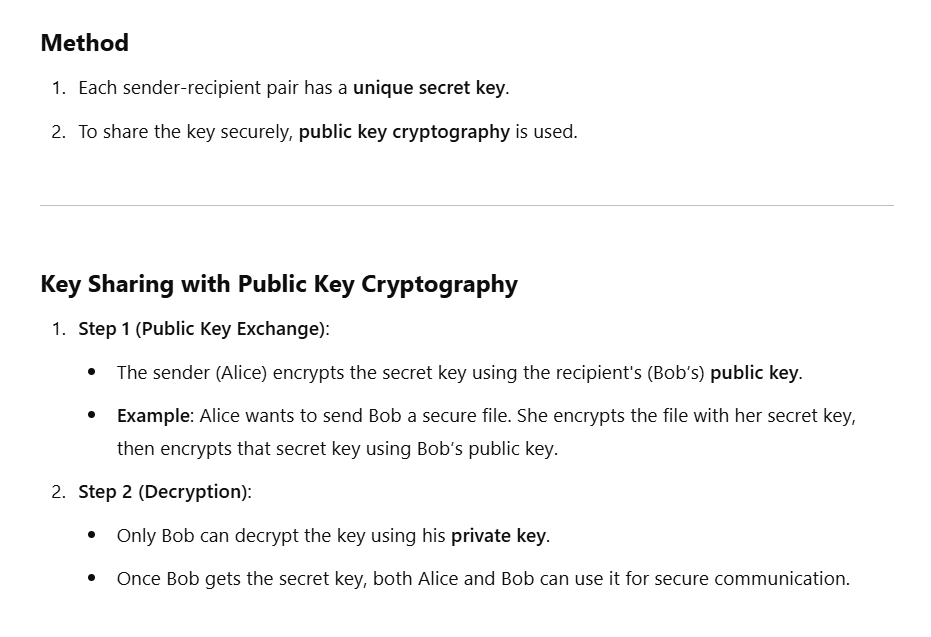 Method
1. Each sender-recipient pair has a unique secret key.
2. To share the key securely, public key cryptography is used.
Key Sharing with Public Key Cryptography
1. Step 1 (Public Key Exchange):
• The sender (Alice) encrypts the secret key using the recipient's (Bob’s) public key.
• Example: Alice wants to send Bob a secure file. She encrypts the file with her secret key,
then encrypts that secret key using Bob’s public key.
2. Step 2 (Decryption):
• Only Bob can decrypt the key using his private key.
• Once Bob gets the secret key, both Alice and Bob can use it for secure communication.